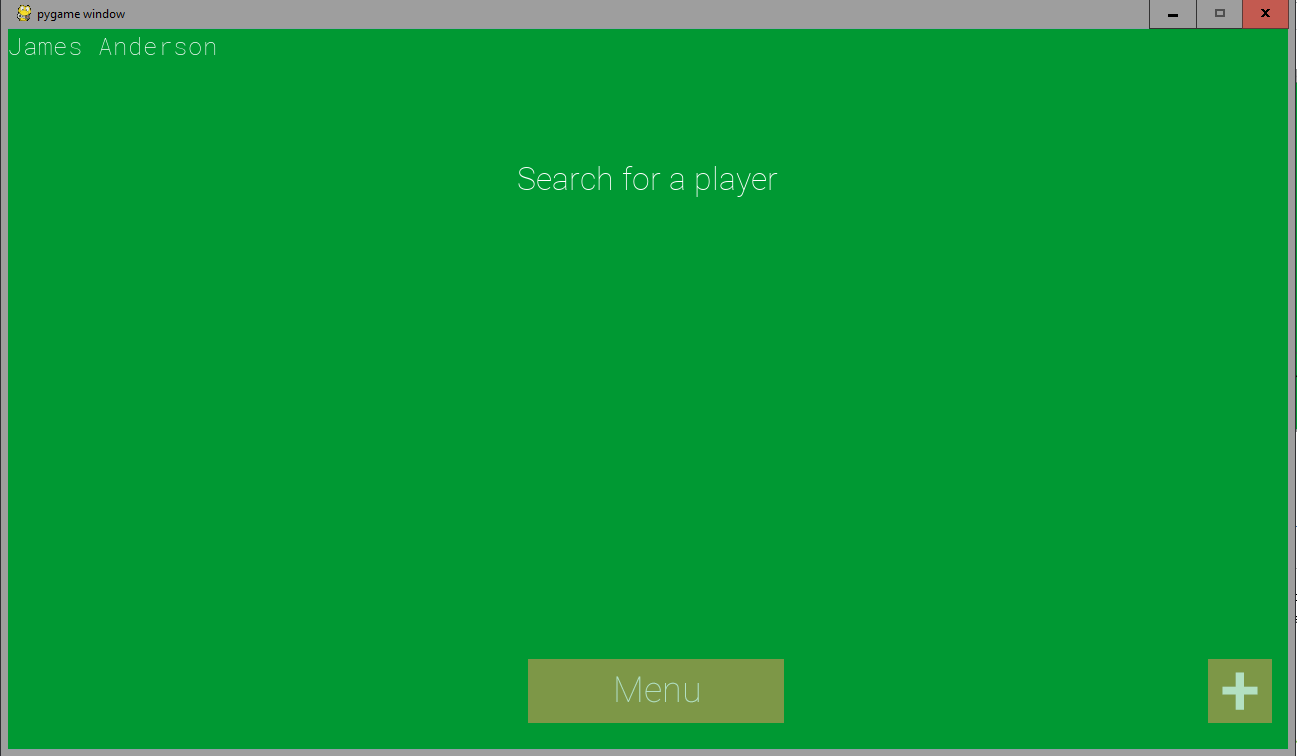 pygame window
James Anderson
Search for a player
Menu